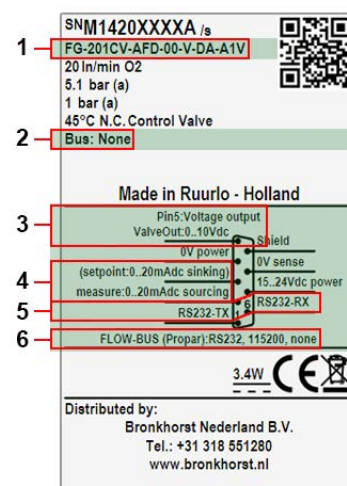 SNM1420XXXXA /s
1 FG-201CV-AFD-00-V-DA-A1V
20 ln/min O2
5.1 bar (a)
1 bar (a)
45°C N.C. Control Valve
2 Bus: None
Made in Ruurlo - Holland
3 Pin5:Voltage output
ValveOut:0..10Vdc
Shield
0V power
0V sense
4 (setpoint:0..20mAdc sinking)
15..24Vdc power
measure:0..20mAdc sourcing
6 RS232-RX
5 RS232-TX 1
6 FLOW-BUS (Propar):RS232, 115200, none
3.4W CE
Distributed by:
Bronkhorst Nederland B.V.
Tel.: +31 318 551280
www.bronkhorst.nl